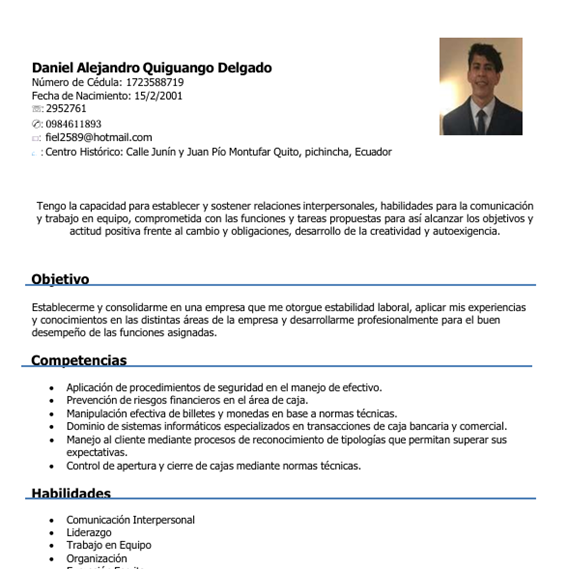 Daniel Alejandro Quiguango Delgado
Número de Cédula: 1723588719
Fecha de Nacimiento: 15/2/2001
☏: 2952761
✆: 0984611893
: fiel2589@hotmail.com
: Centro Histórico: Calle Junín y Juan Pío Montufar Quito, pichincha, Ecuador
Tengo la capacidad para establecer y sostener relaciones interpersonales, habilidades para la comunicación
y trabajo en equipo, comprometida con las funciones y tareas propuestas para así alcanzar los objetivos y
actitud positiva frente al cambio y obligaciones, desarrollo de la creatividad y autoexigencia.
Objetivo
Establecerme y consolidarme en una empresa que me otorgue estabilidad laboral, aplicar mis experiencias
y conocimientos en las distintas áreas de la empresa y desarrollarme profesionalmente para el buen
desempeño de las funciones asignadas.
Competencias
• Aplicación de procedimientos de seguridad en el manejo de efectivo.
• Prevención de riesgos financieros en el área de caja.
• Manipulación efectiva de billetes y monedas en base a normas técnicas.
• Dominio de sistemas informáticos especializados en transacciones de caja bancaria y comercial.
• Manejo al cliente mediante procesos de reconocimiento de tipologías que permitan superar sus
expectativas.
• Control de apertura y cierre de cajas mediante normas técnicas.
Habilidades
• Comunicación Interpersonal
• Liderazgo
• Trabajo en Equipo
• Organización